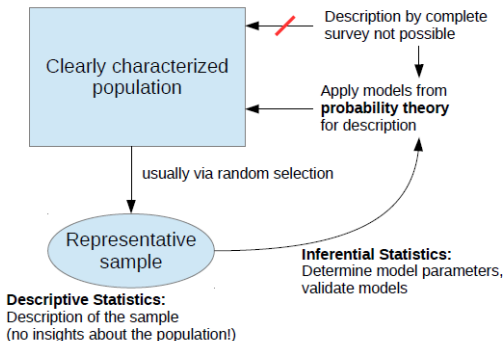 Clearly characterized
population
Description by complete
survey not possible
Apply models from
probability theory
for description
usually via random selection
Representative
sample
Inferential Statistics:
Determine model parameters,
validate models
Descriptive Statistics:
Description of the sample
(no insights about the population!)